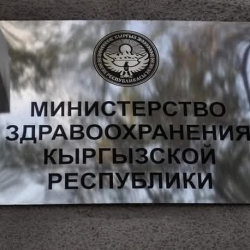 МИНИСТЕРСТВО
ЗДРАВООХРАНЕНИЯ
КЫРГЫЗСКОЙ
РЕСПУБЛИКИ